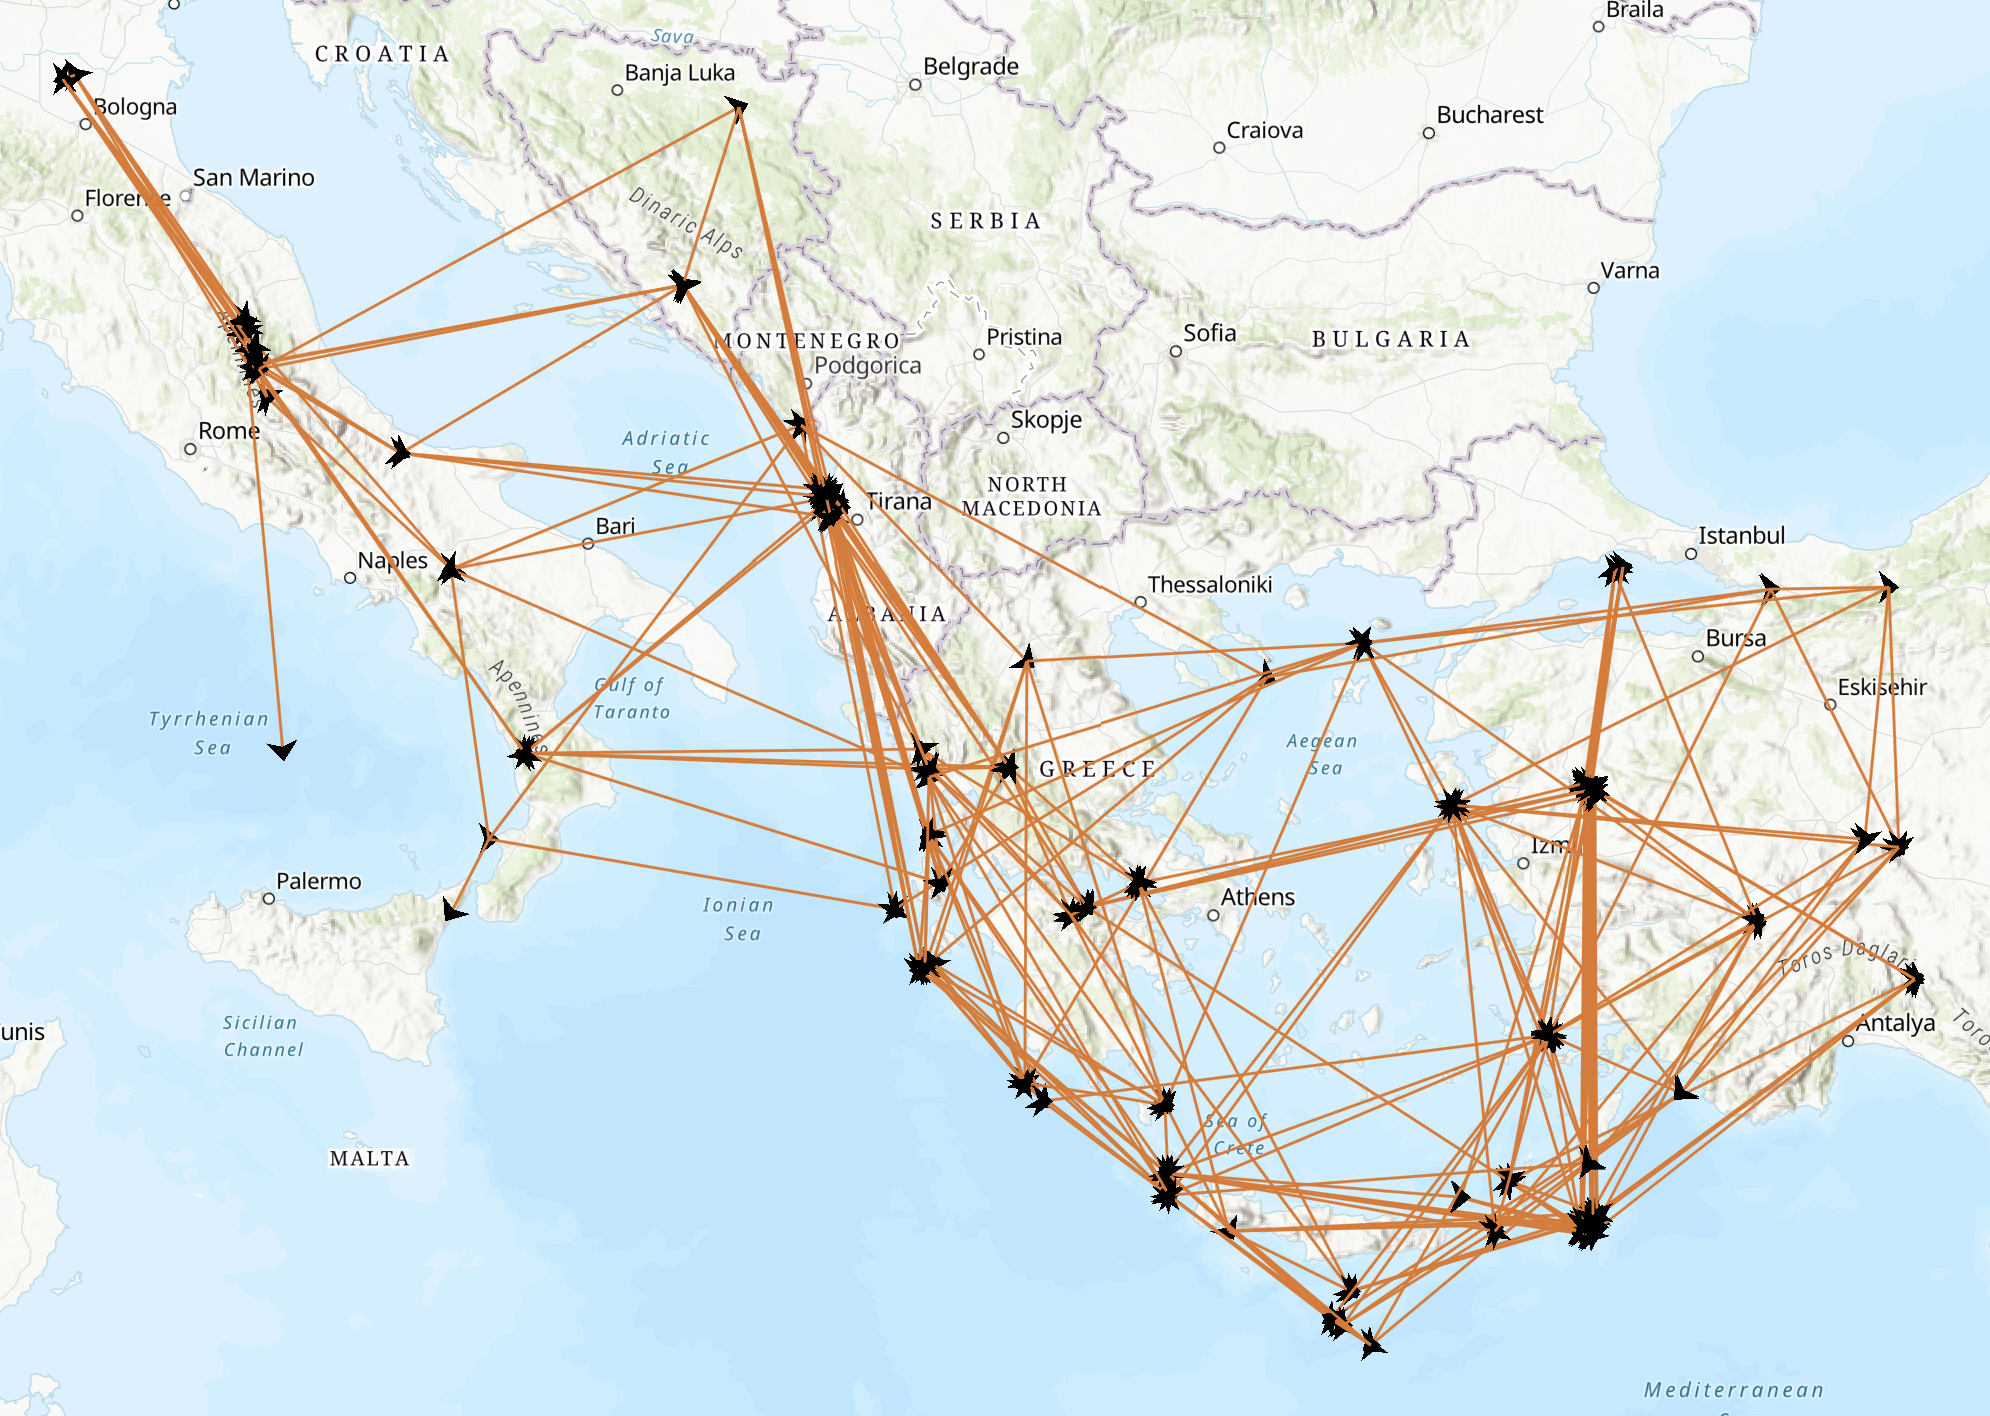 Braila
CROATIA
Sava
Belgrade
Banja Luka
Bologna
Bucharest
Craiova
San Marino
Florence
Dinaric Alps
SERBIA
Varna
MONTENEGRO
Pristina
Sofia
BULGARIA
Podgorica
Skopje
Rome
Adriatic
Sea
NORTH
MACEDONIA
Tirana
Bari
Istanbul
Naples
Thessaloniki
ALBANIA
Bursa
Apennines
Gulf of
Taranto
Eskisehir
Tyrrhenian
Sea
Aegean
Sea
GREECE
Izm
Palermo
Athens
Ionian
Sea
Toros Daglari
Sicilian
Channel
unis
Antalya
Toro
Sea of
Crete
MALTA
Mediterranean